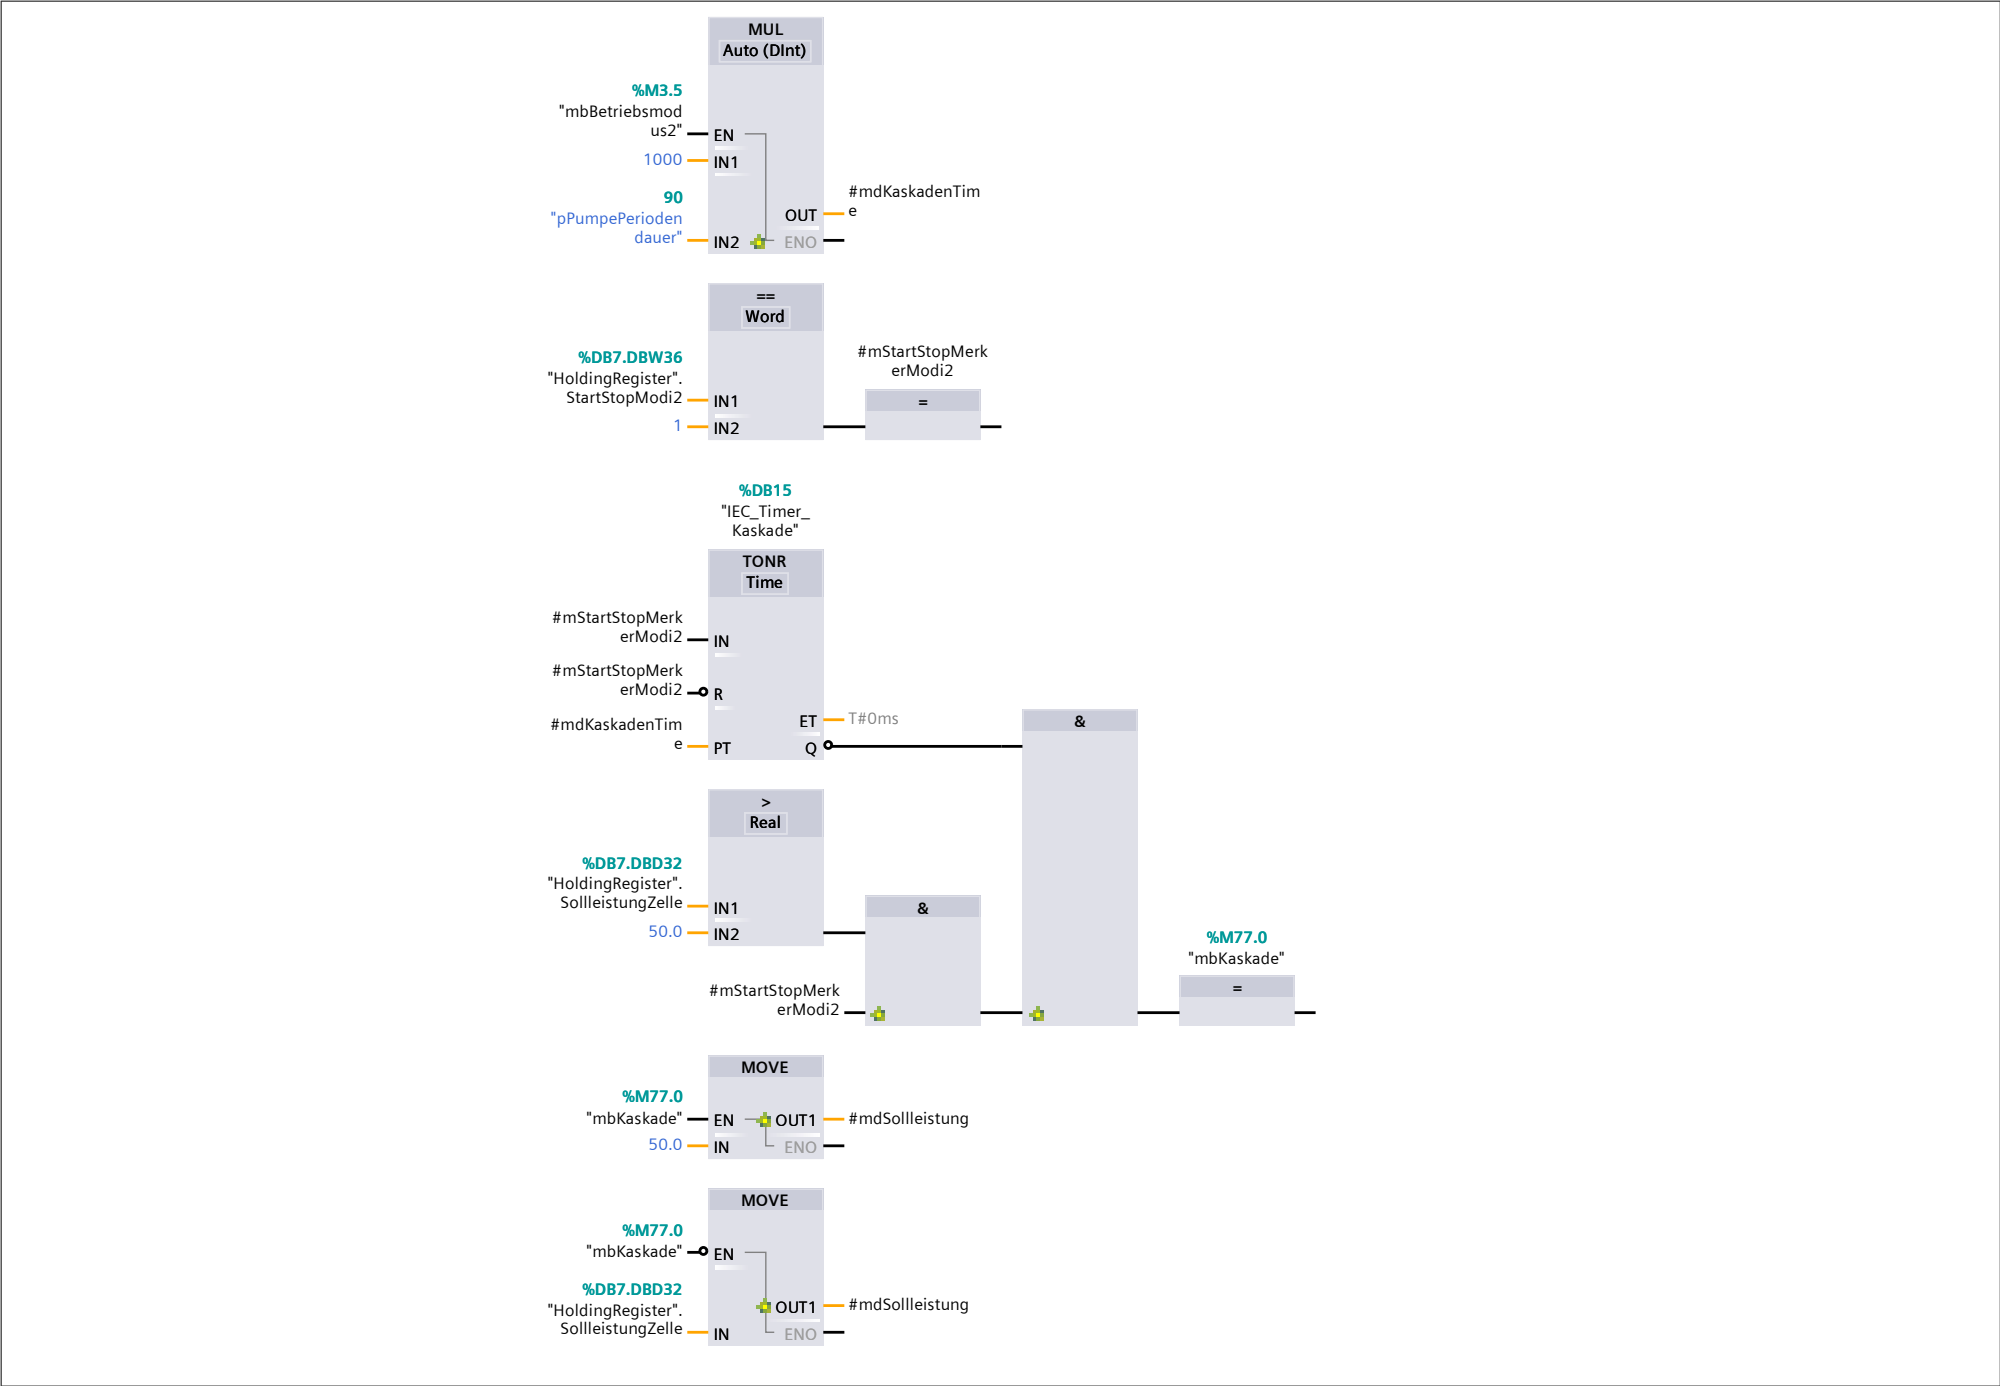 MUL
Auto (DInt)
%M3.5
"mbBetriebsmod
us2"
EN
1000
IN1
90
"pPumpePerioden
dauer"
IN2
#mdKaskadenTim
e
OUT
ENO
==
Word
%DB7.DBW36
"HoldingRegister".
StartStopModi2
IN1
1
IN2
#mStartStopMerk
erModi2
=
%DB15
"IEC_Timer_
Kaskade"
TONR
Time
#mStartStopMerk
erModi2
IN
#mStartStopMerk
erModi2
R
#mdKaskadenTim
e
PT
ET
T#0ms
Q
&
>
Real
%DB7.DBD32
"HoldingRegister".
SollleistungZelle
IN1
50.0
IN2
&
#mStartStopMerk
erModi2
%M77.0
"mbKaskade"
=
MOVE
%M77.0
"mbKaskade"
EN
OUT1
#mdSollleistung
50.0
IN
ENO
MOVE
%M77.0
"mbKaskade"
EN
%DB7.DBD32
"HoldingRegister".
SollleistungZelle
IN
OUT1
#mdSollleistung
ENO